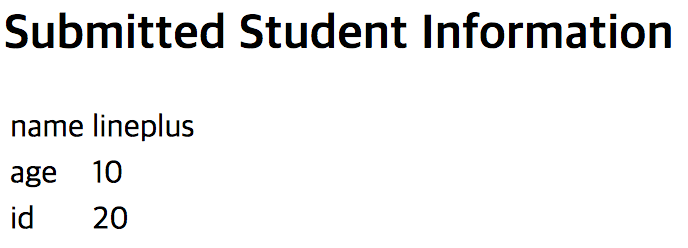 Submitted Student Information
name lineplus
age 10
id 20